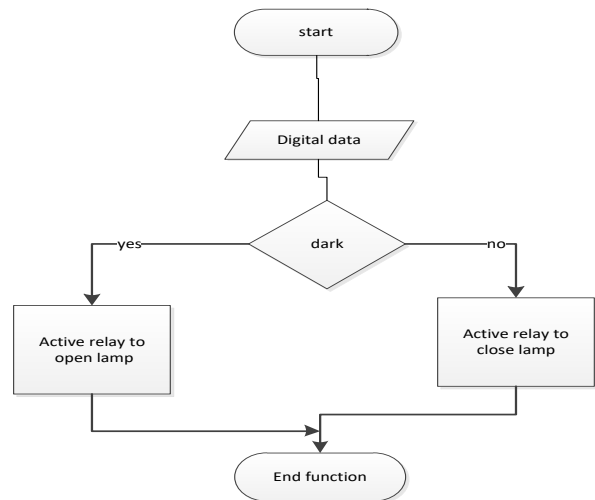 start
Digital data
dark
yes
no
Active relay to
open lamp
Active relay to
close lamp
End function